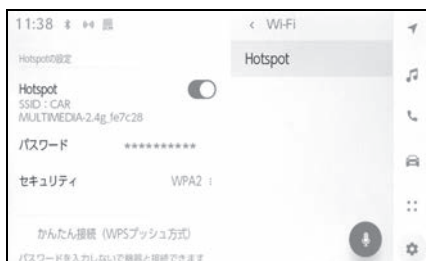 11:38
Wi-Fi
Hotspotの設定
Hotspot
Hotspot
SSID：CAR
MULTIMEDIA-2.4g_fe7c28
パスワード
**********
セキュリティ
WPA2
かんたん接続（WPSプッシュ方式）
パスワードを入力しないで機器と接続できます